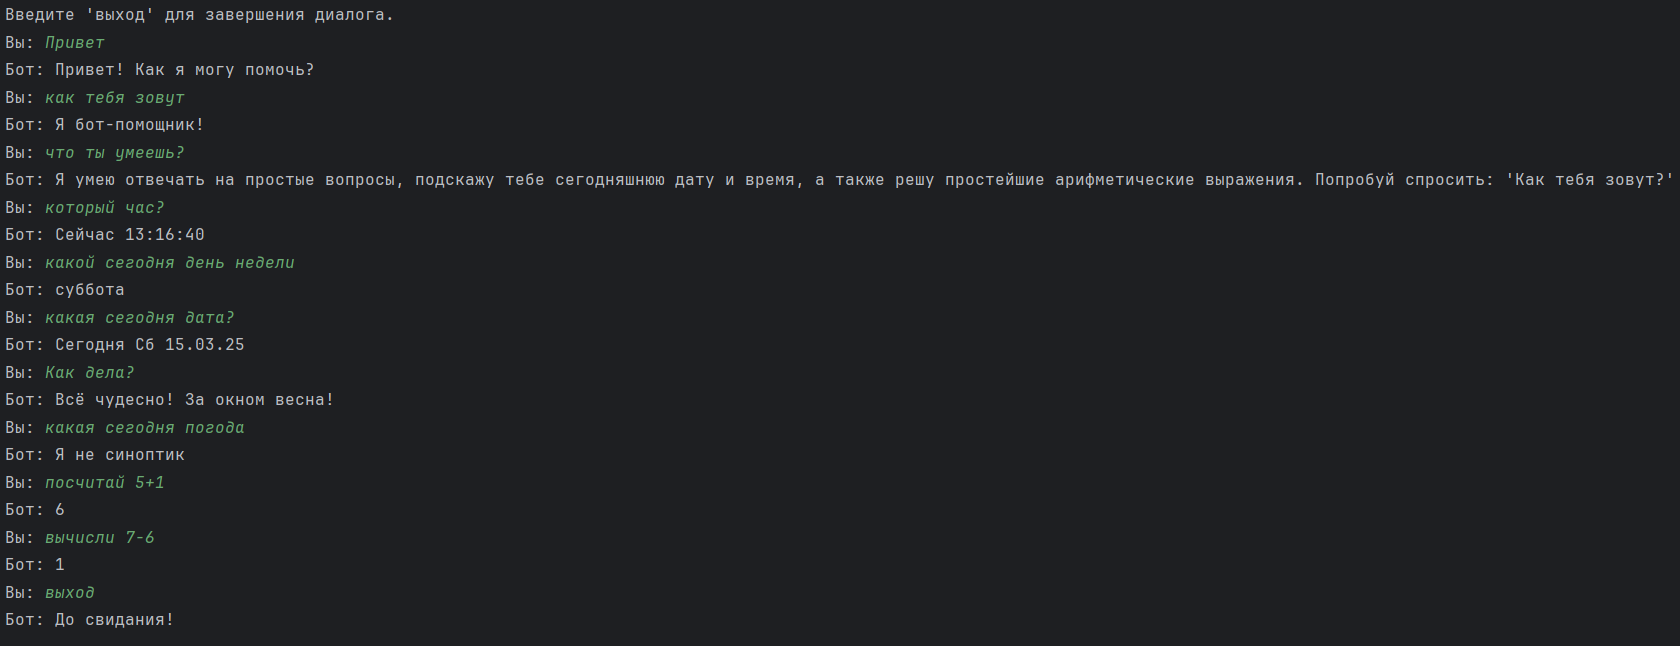 Введите 'выход' для завершения диалога.
Вы: Привет
Бот: Привет! Как я могу помочь?
Вы: как тебя зовут
Бот: Я бот-помощник!
Вы: что ты умеешь?
Бот: Я умею отвечать на простые вопросы, подскажу тебе сегодняшнюю дату и время, а также решу простейшие арифметические выражения. Попробуй спросить: 'Как тебя зовут?'
Вы: который час?
Бот: Сейчас 13:16:40
Вы: какой сегодня день недели
Бот: суббота
Вы: какая сегодня дата?
Бот: Сегодня Сб 15.03.25
Вы: Как дела?
Бот: Всё чудесно! За окном весна!
Вы: какая сегодня погода
Бот: Я не синоптик
Вы: посчитай 5+1
Бот: 6
Вы: вычисли 7-6
Бот: 1
Вы: выход
Бот: До свидания!